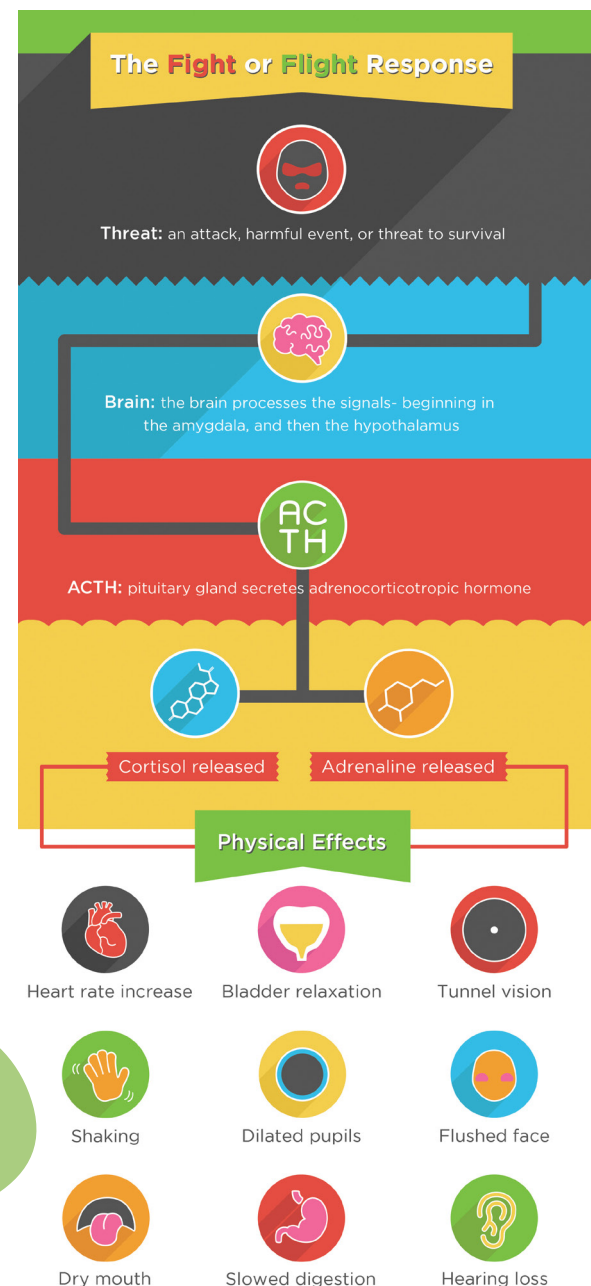 The Fight or Flight Response
Threat: an attack, harmful event, or threat to survival
Brain: the brain processes the signals- beginning in
the amygdala, and then the hypothalamus
AC
TH
ACTH: pituitary gland secretes adrenocorticotropic hormone
Cortisol released
Adrenaline released
Physical Effects
Heart rate increase
Bladder relaxation
Tunnel vision
Shaking
Dilated pupils
Flushed face
Dry mouth
Slowed digestion
Hearing loss